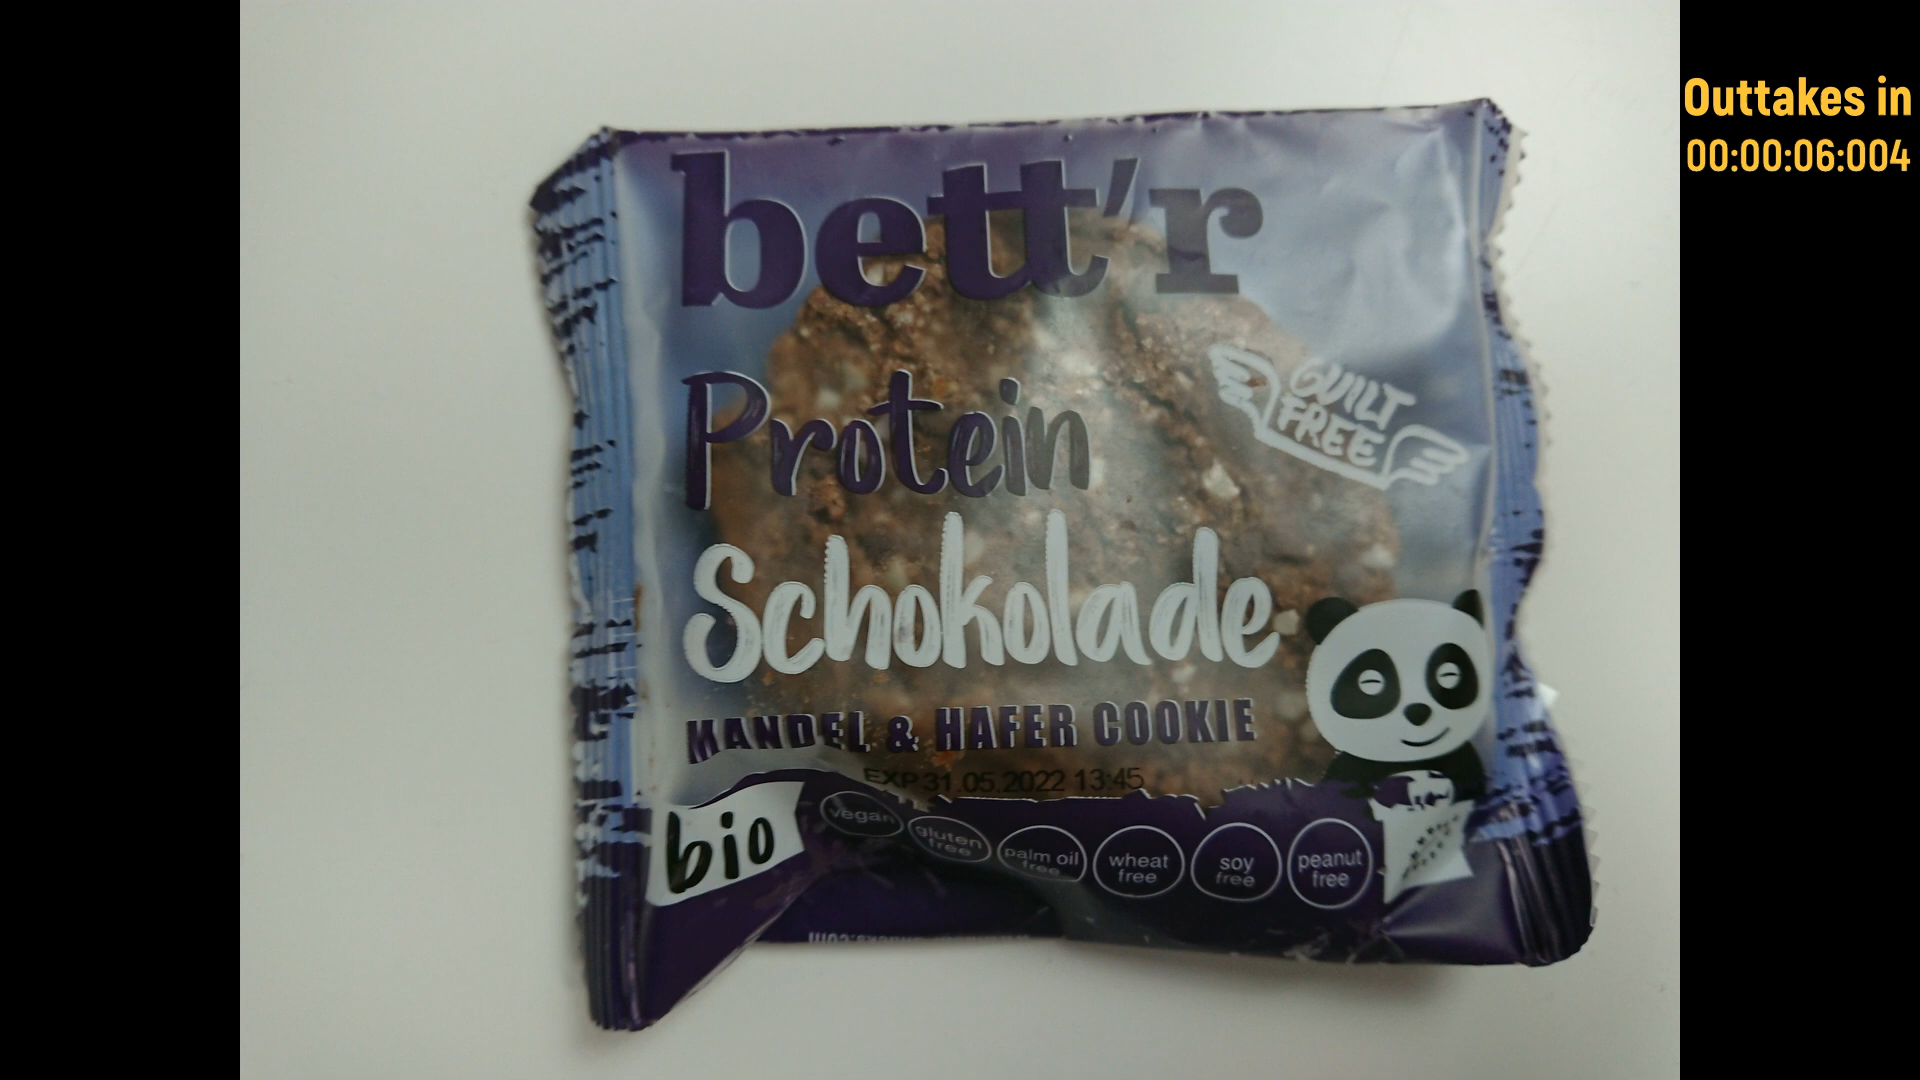 Outtakes in
00:00:06:004
bett'r
GUILT
FREE
Protein
Schokolade
MANDEL & HAFER COOKIE
EXP 31.05.2022 13:45
bio
vegan
gluten
free
palm oil
free
wheat
free
soy
free
peanut
free